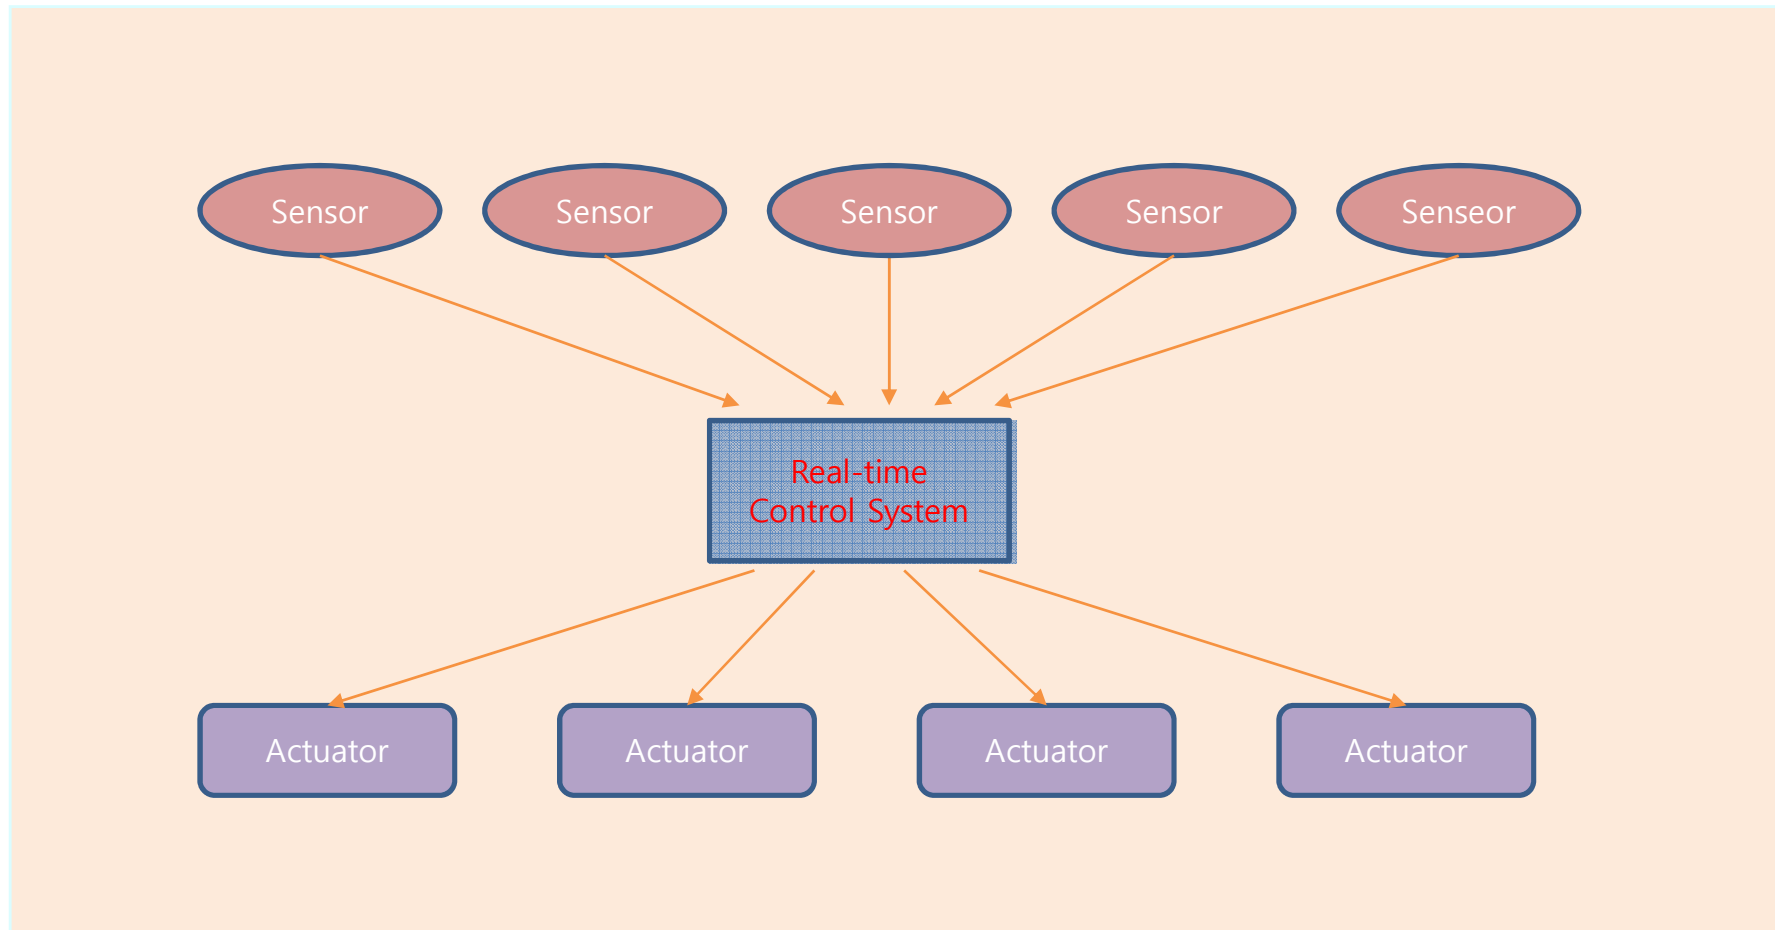 Sensor
Sensor
Sensor
Sensor
Senseor
Real-time
Control System
Actuator
Actuator
Actuator
Actuator